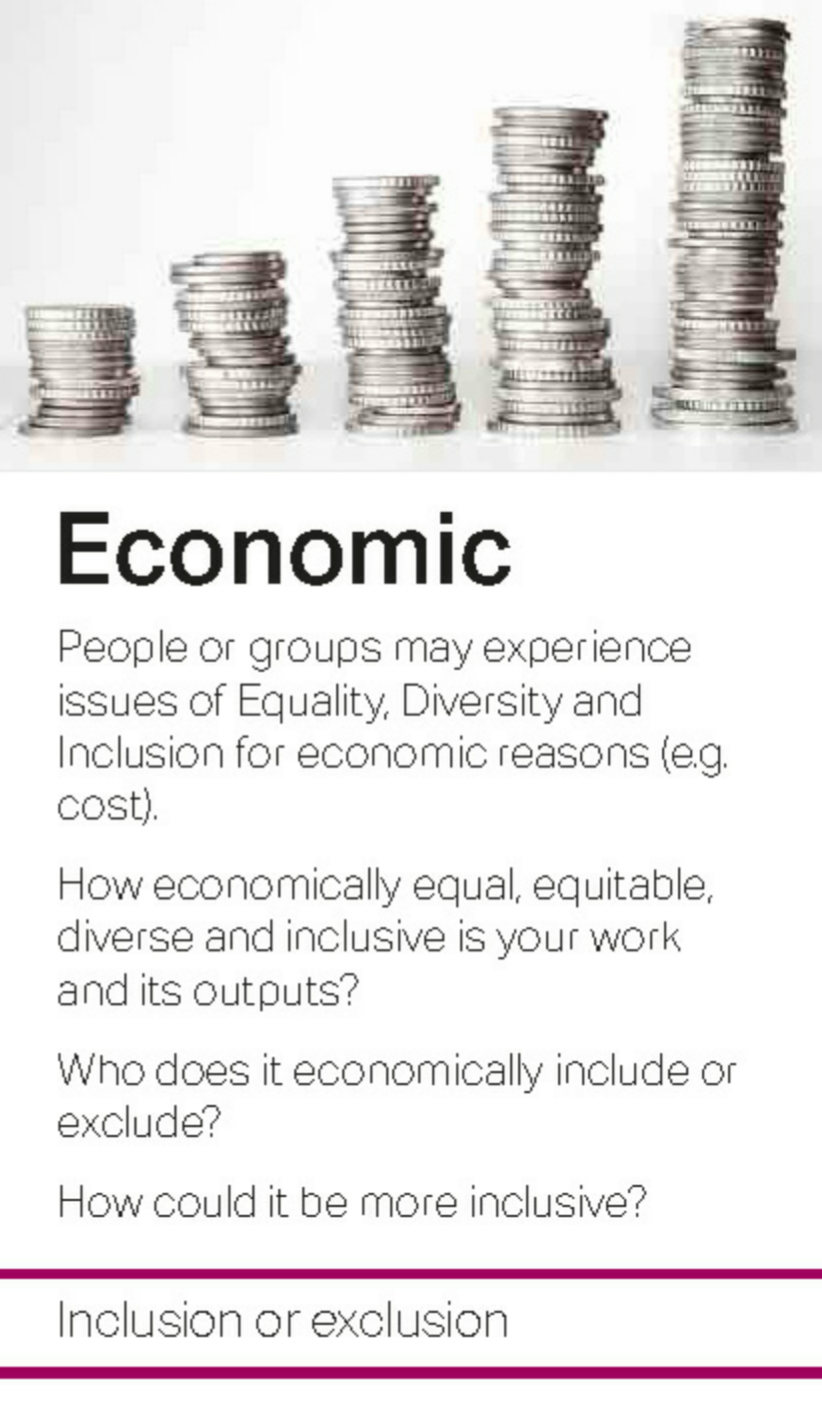 Economic
People or groups may experience
issues of Equality, Diversity and
Inclusion for economic reasons (e.g.
cost).
How economically equal, equitable,
diverse and inclusive is your work
and its outputs?
Who does it economically include or
exclude?
How could it be more inclusive?
Inclusion or exclusion